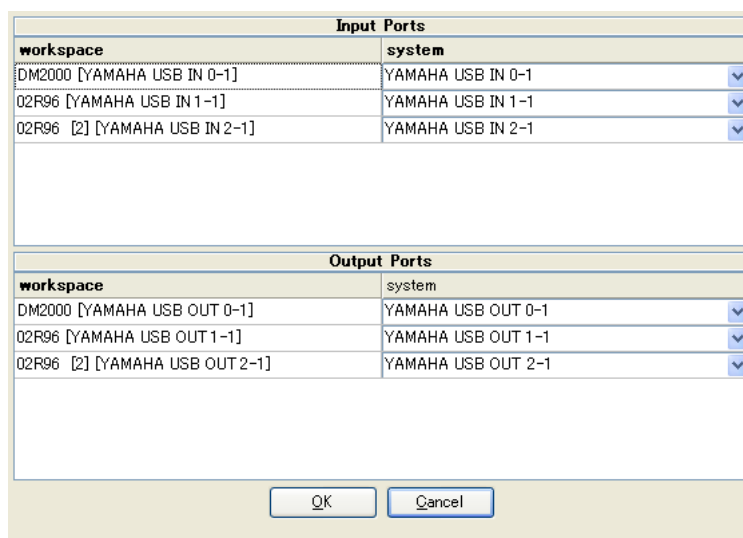 Input Ports
workspace system
DM2000 [YAMAHA USB IN 0-1] YAMAHA USB IN 0-1
02R96 [YAMAHA USB IN 1-1] YAMAHA USB IN 1-1
02R96 [2] [YAMAHA USB IN 2-1] YAMAHA USB IN 2-1
Output Ports
workspace system
DM2000 [YAMAHA USB OUT 0-1] YAMAHA USB OUT 0-1
02R96 [YAMAHA USB OUT 1-1] YAMAHA USB OUT 1-1
02R96 [2] [YAMAHA USB OUT 2-1] YAMAHA USB OUT 2-1
OK Cancel